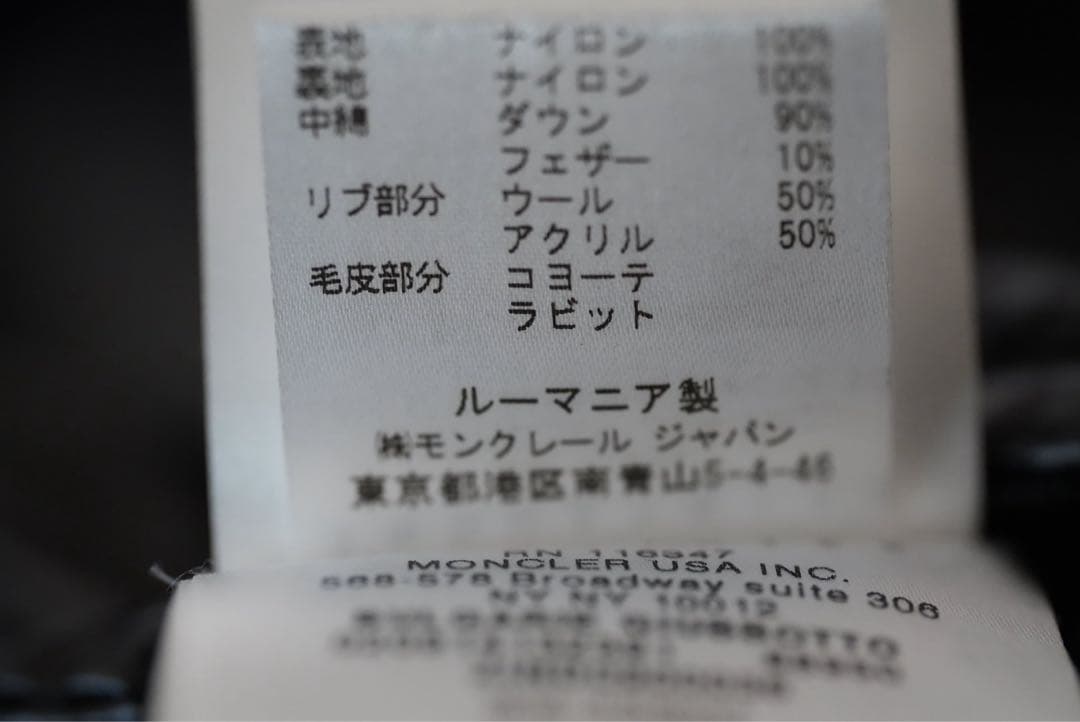 表地 ナイロン 100%
裏地 ナイロン 100%
中綿 ダウン 90%
フェザー 10%
リブ部分 ウール 50%
アクリル 50%
毛皮部分 コヨーテ
ラビット
ルーマニア製
㈱モンクレール ジャパン
東京都港区南青山5-4-46
RN 116347
MONCLER USA INC.
568-578 Broadway suite 306
NY NY 10012